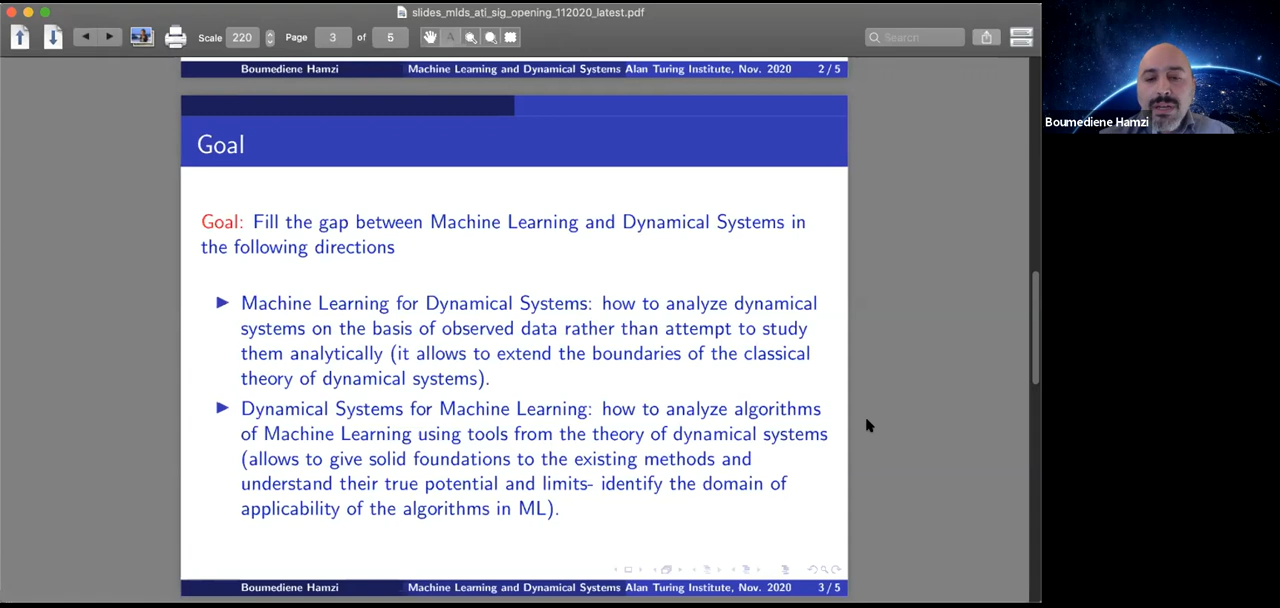 slides_mlds_ati_sig_opening_112020_latest.pdf
Scale 220 Page 3 of 5 Search
Boumediene Hamzi Machine Learning and Dynamical Systems Alan Turing Institute, Nov. 2020 2/5
Goal
Goal: Fill the gap between Machine Learning and Dynamical Systems in
the following directions
Machine Learning for Dynamical Systems: how to analyze dynamical
systems on the basis of observed data rather than attempt to study
them analytically (it allows to extend the boundaries of the classical
theory of dynamical systems).
Dynamical Systems for Machine Learning: how to analyze algorithms
of Machine Learning using tools from the theory of dynamical systems
(allows to give solid foundations to the existing methods and
understand their true potential and limits- identify the domain of
applicability of the algorithms in ML).
Boumediene Hamzi Machine Learning and Dynamical Systems Alan Turing Institute, Nov. 2020 3/5
Boumediene Hamzi